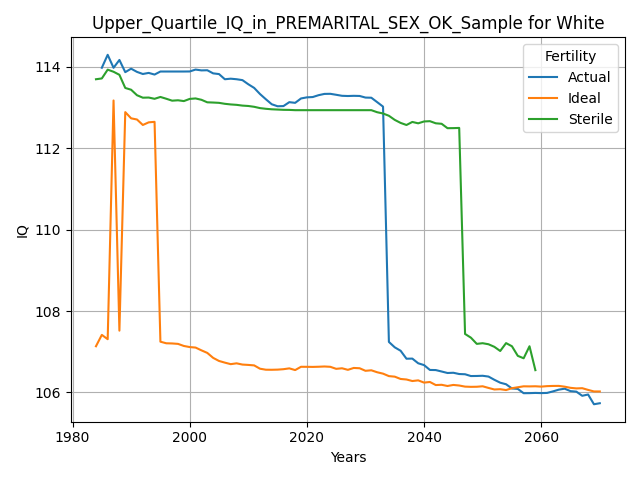 Upper_Quartile_IQ_in_PREMARITAL_SEX_OK_Sample for White
Fertility
Actual
Ideal
Sterile
114
112
110
108
106
IQ
1980
2000
2020
2040
2060
Years